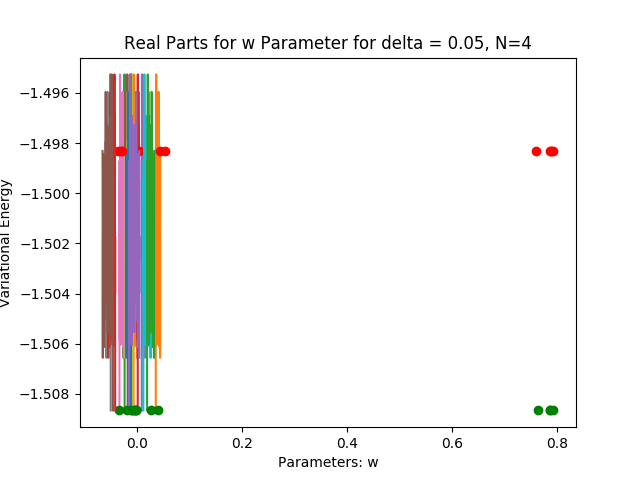 Real Parts for w Parameter for delta = 0.05, N=4
−1.496
−1.498
−1.500
−1.502
−1.504
−1.506
−1.508
Variational Energy
0.0 0.2 0.4 0.6 0.8
Parameters: w